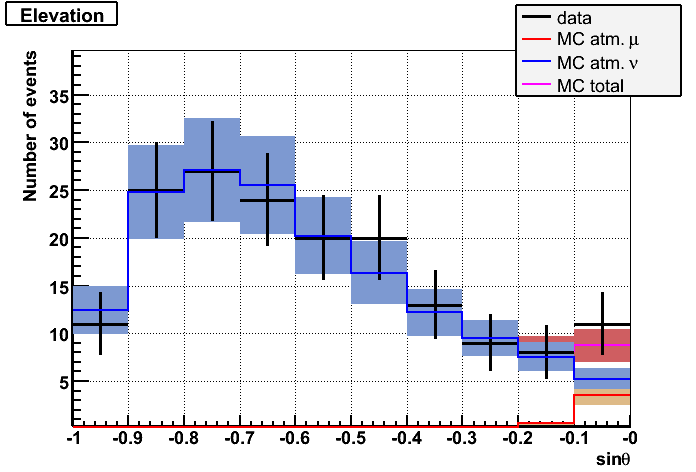 Elevation
data
MC atm. μ
MC atm. ν
MC total
Number of events
35
30
25
20
15
10
5
-1 -0.9 -0.8 -0.7 -0.6 -0.5 -0.4 -0.3 -0.2 -0.1 -0
sinθ